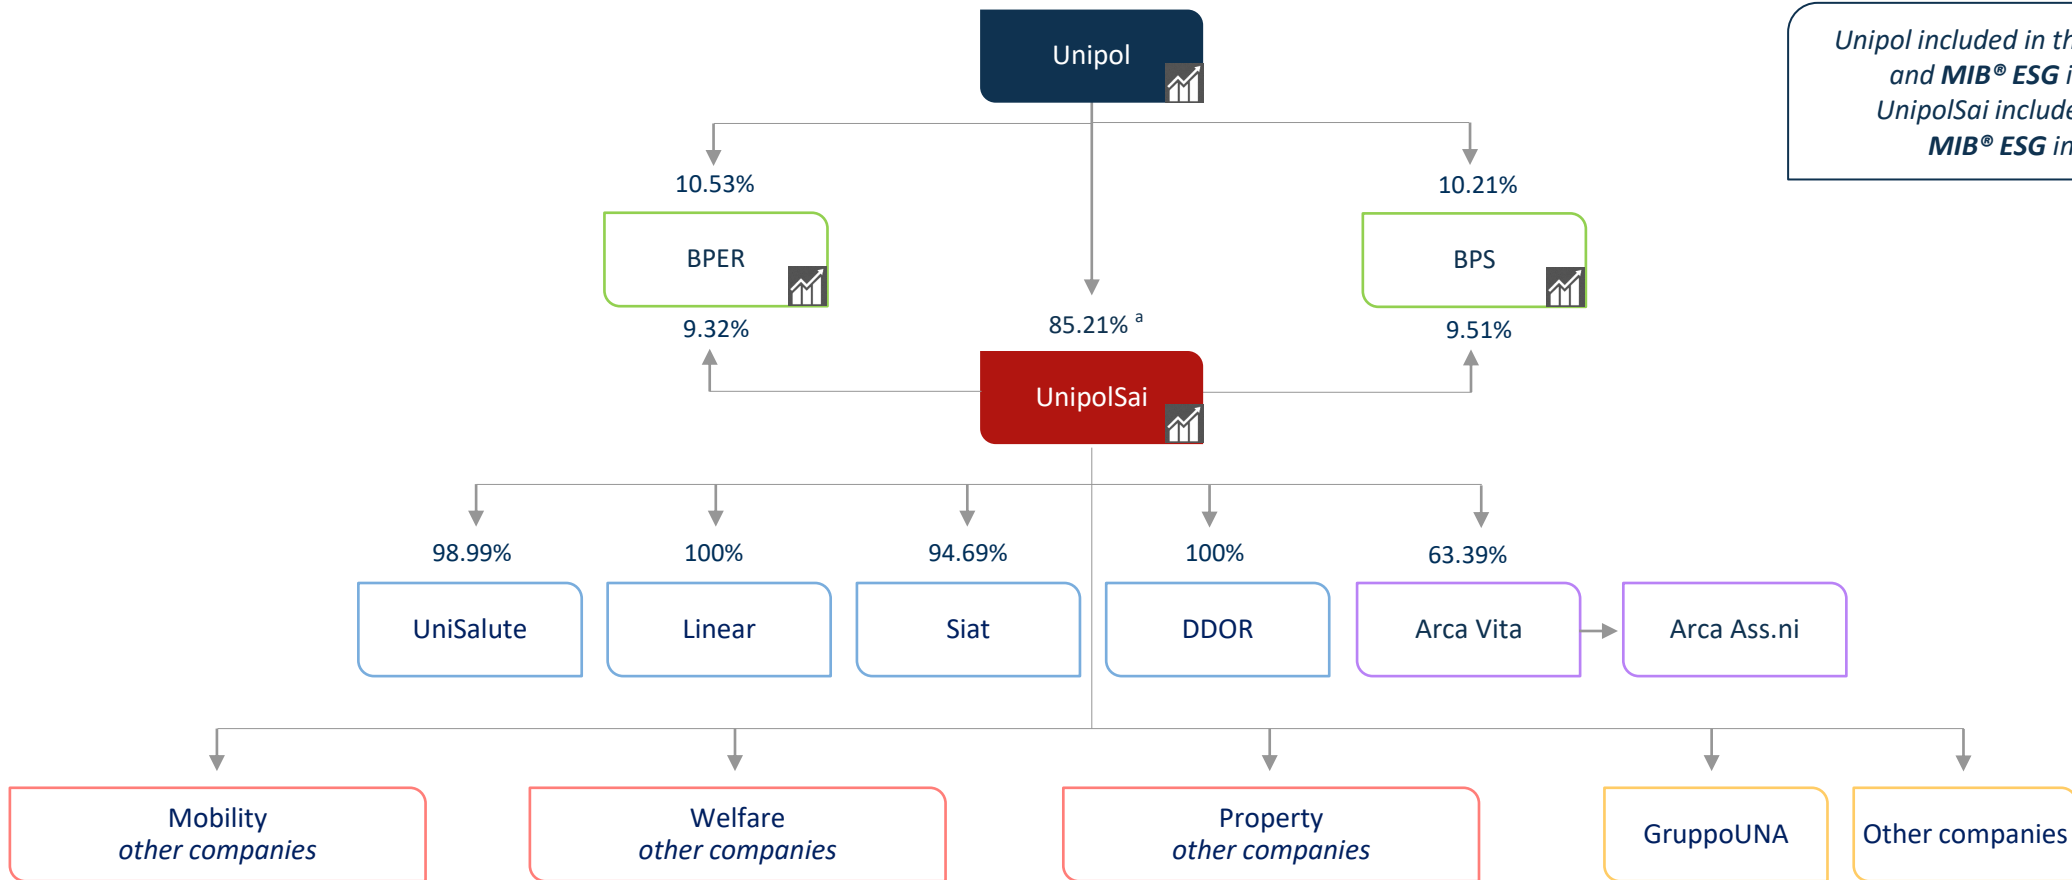 Unipol
Unipol included in th
and MIB® ESG i
UnipolSai include
MIB® ESG in
10.53%
10.21%
BPER
BPS
9.32%
85.21% a
9.51%
UnipolSai
98.99%
100%
94.69%
100%
63.39%
UniSalute
Linear
Siat
DDOR
Arca Vita
Arca Ass.ni
Mobility
other companies
Welfare
other companies
Property
other companies
GruppoUNA
Other companies